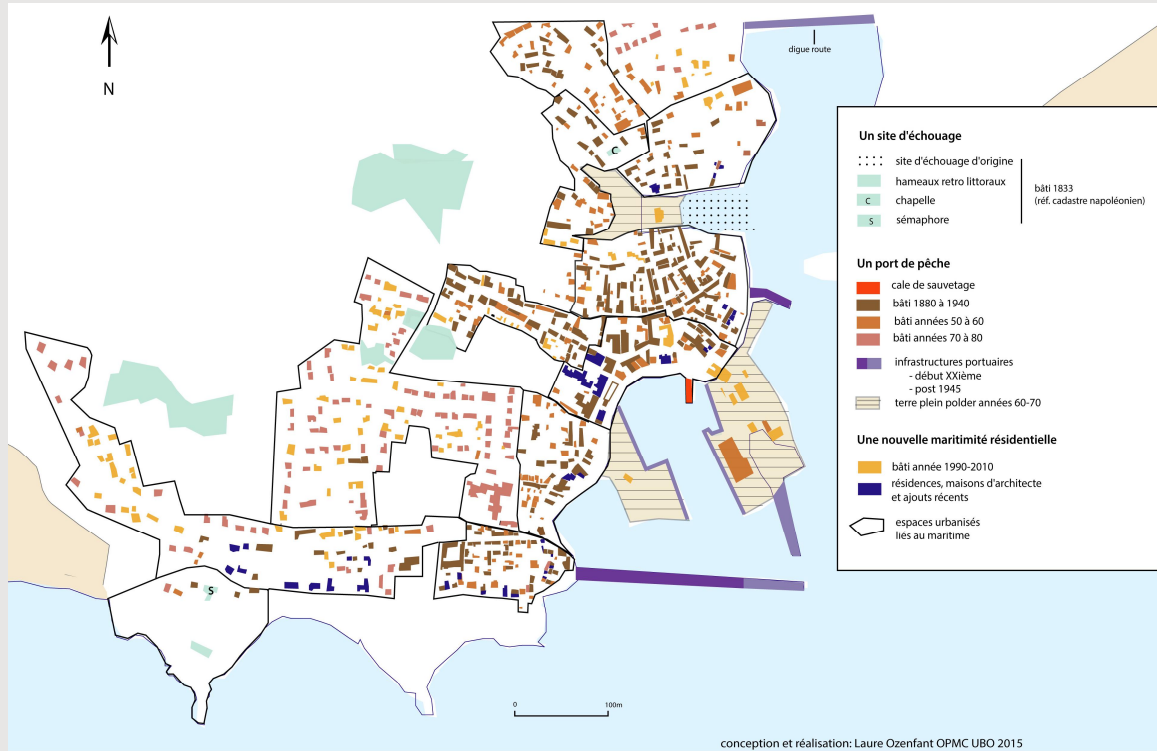 N
digue route
C
S
0 100m
Un site d'échouage
site d'échouage d'origine
hameaux retro littoraux
C chapelle
S sémaphore
bâti 1833
(réf. cadastre napoléonien)
Un port de pêche
cale de sauvetage
bâti 1880 à 1940
bâti années 50 à 60
bâti années 70 à 80
infrastructures portuaires
- début XXIème
- post 1945
terre plein polder années 60-70
Une nouvelle maritimité résidentielle
bâti année 1990-2010
résidences, maisons d'architecte
et ajouts récents
espaces urbanisés
liés au maritime
conception et réalisation: Laure Ozenfant OPMC UBO 2015